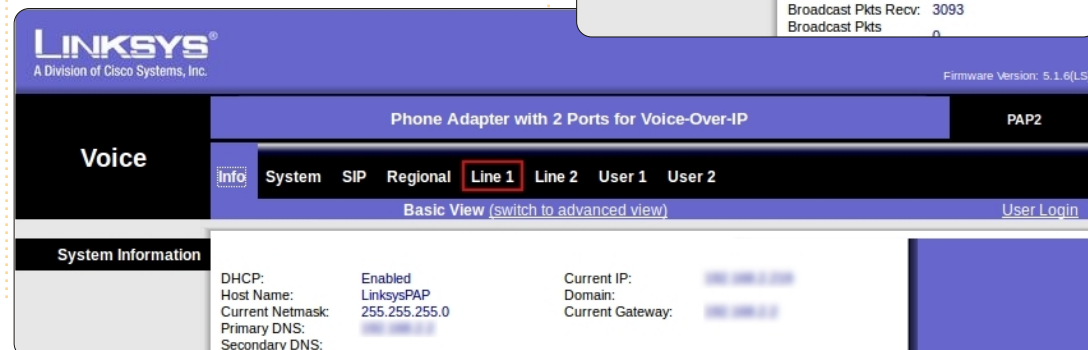 Broadcast Pkts Recv: 3093
Broadcast Pkts
LINKSYS®
A Division of Cisco Systems, Inc.
Firmware Version: 5.1.6(LS
Phone Adapter with 2 Ports for Voice-Over-IP
PAP2
Voice
Info System SIP Regional Line 1 Line 2 User 1 User 2
Basic View (switch to advanced view)
User Login
System Information
DHCP: Enabled Current IP:
Host Name: LinksysPAP Domain:
Current Netmask: 255.255.255.0 Current Gateway:
Primary DNS:
Secondary DNS: